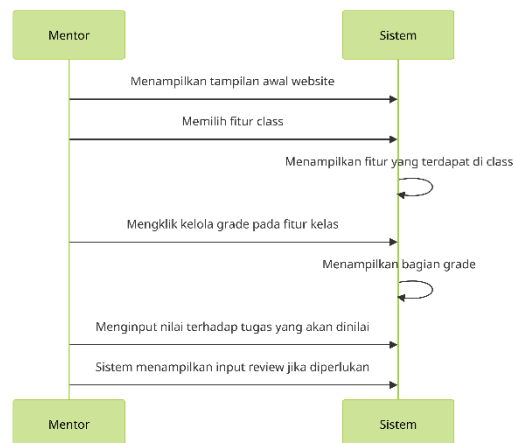 Mentor
Sistem
Menampilkan tampilan awal website
Memilih fitur class
Menampilkan fitur yang terdapat di class
Mengklik kelola grade pada fitur kelas
Menampilkan bagian grade
Menginput nilai terhadap tugas yang akan dinilai
Sistem menampilkan input review jika diperlukan
Mentor
Sistem